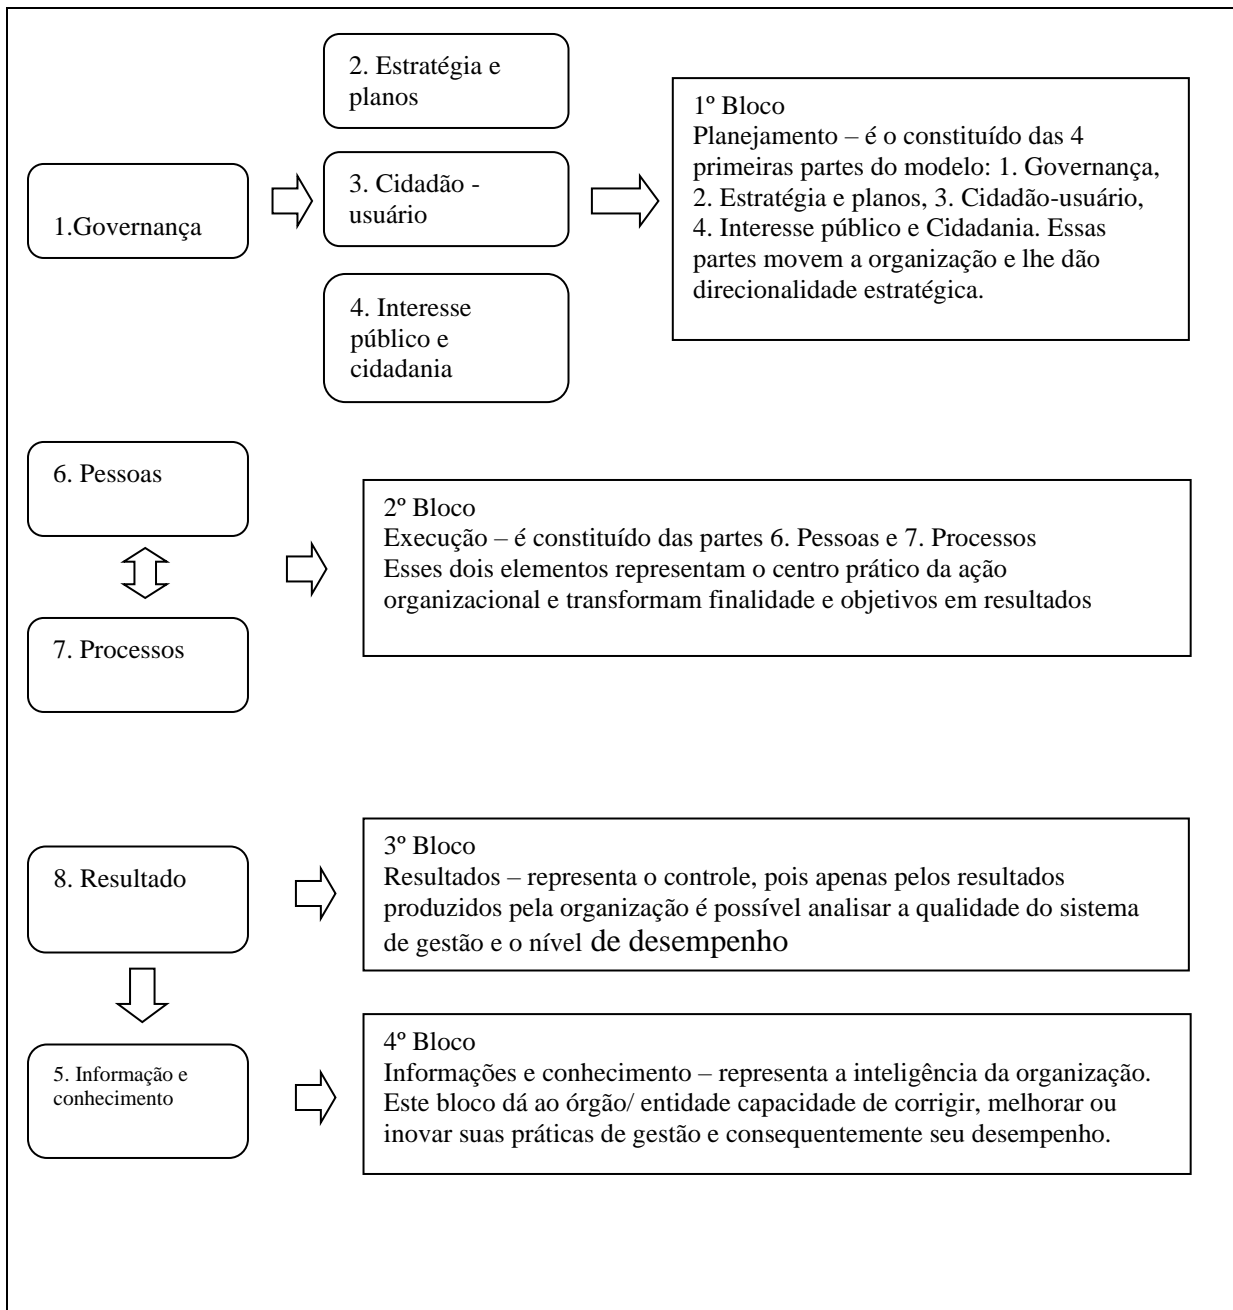 1.Governança
2. Estratégia e
planos
3. Cidadão -
usuário
4. Interesse
público e
cidadania
1º Bloco
Planejamento – é o constituído das 4
primeiras partes do modelo: 1. Governança,
2. Estratégia e planos, 3. Cidadão-usuário,
4. Interesse público e Cidadania. Essas
partes movem a organização e lhe dão
direcionalidade estratégica.
6. Pessoas
7. Processos
2º Bloco
Execução – é constituído das partes 6. Pessoas e 7. Processos
Esses dois elementos representam o centro prático da ação
organizacional e transformam finalidade e objetivos em resultados
8. Resultado
3º Bloco
Resultados – representa o controle, pois apenas pelos resultados
produzidos pela organização é possível analisar a qualidade do sistema
de gestão e o nível de desempenho
5. Informação e
conhecimento
4º Bloco
Informações e conhecimento – representa a inteligência da organização.
Este bloco dá ao órgão/ entidade capacidade de corrigir, melhorar ou
inovar suas práticas de gestão e consequentemente seu desempenho.